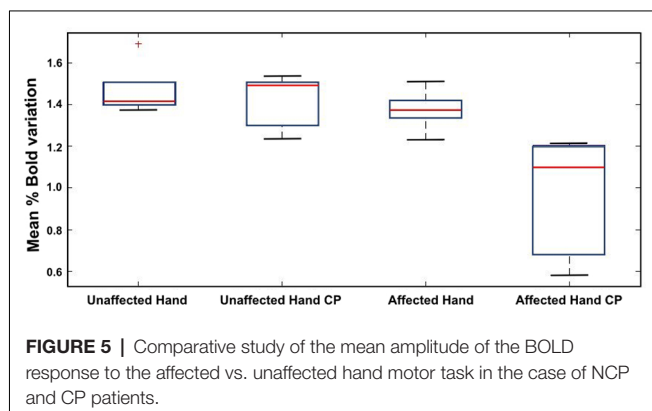 Mean % Bold variation
1.6
1.4
1.2
1.0
0.8
0.6
Unaffected Hand Unaffected Hand CP Affected Hand Affected Hand CP
FIGURE 5 | Comparative study of the mean amplitude of the BOLD
response to the affected vs. unaffected hand motor task in the case of NCP
and CP patients.